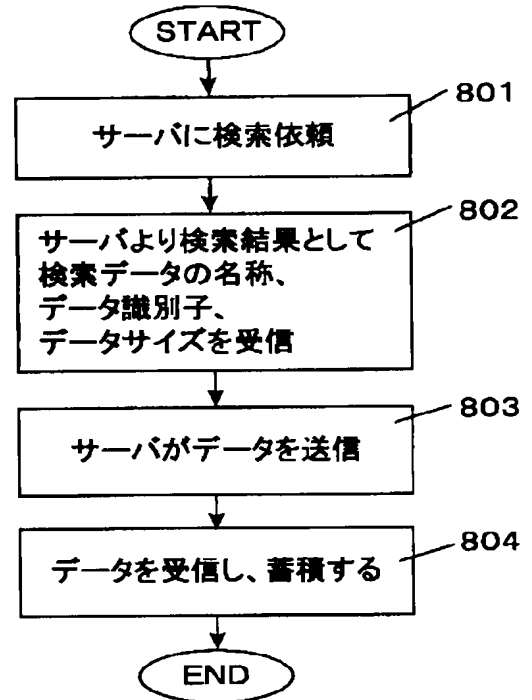 START
801
サーバに検索依頼
802
サーバより検索結果として
検索データの名称、
データ識別子、
データサイズを受信
803
サーバがデータを送信
804
データを受信し、蓄積する
END